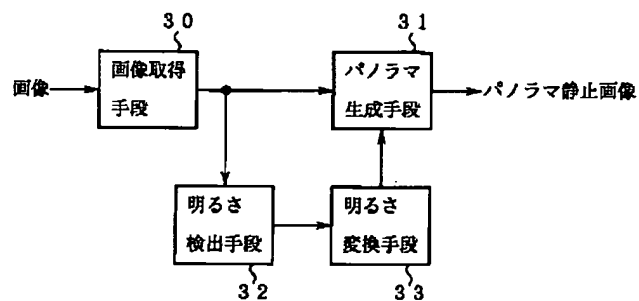 30
31
画像
画像取得
手段
パノラマ
生成手段
パノラマ静止画像
明るさ
検出手段
明るさ
変換手段
32
33